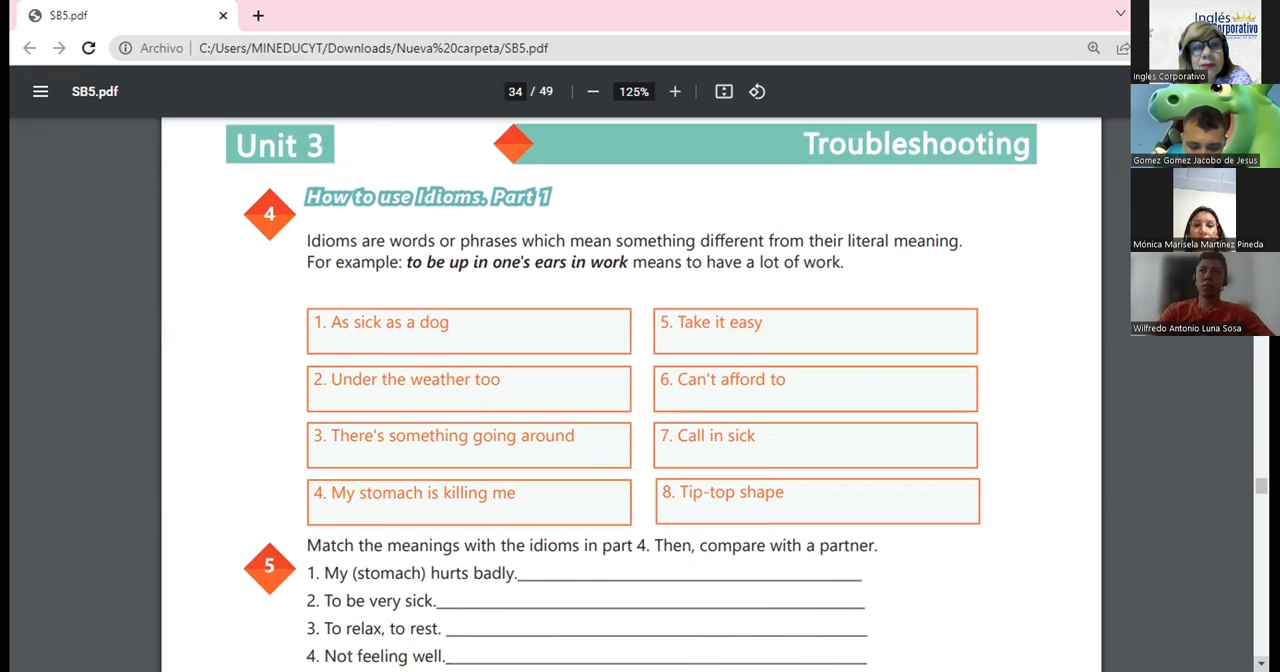 SB5.pdf
Archivo
C:/Users/MINEDUCYT/Downloads/Nueva%20carpeta/SB5.pdf
SB5.pdf
34 / 49
125%
Unit 3
Troubleshooting
4
How to use Idioms. Part 1
Idioms are words or phrases which mean something different from their literal meaning.
For example: to be up in one's ears in work means to have a lot of work.
1. As sick as a dog
5. Take it easy
2. Under the weather too
6. Can't afford to
3. There's something going around
7. Call in sick
4. My stomach is killing me
8. Tip-top shape
5
Match the meanings with the idioms in part 4. Then, compare with a partner.
1. My (stomach) hurts badly.
2. To be very sick.
3. To relax, to rest.
4. Not feeling well.
Inglés
Corporativo
Ingles Corporativo
Gomez Gomez Jacobo de Jesus
Mónica Marisela Martínez Pineda
Wilfredo Antonio Luna Sosa